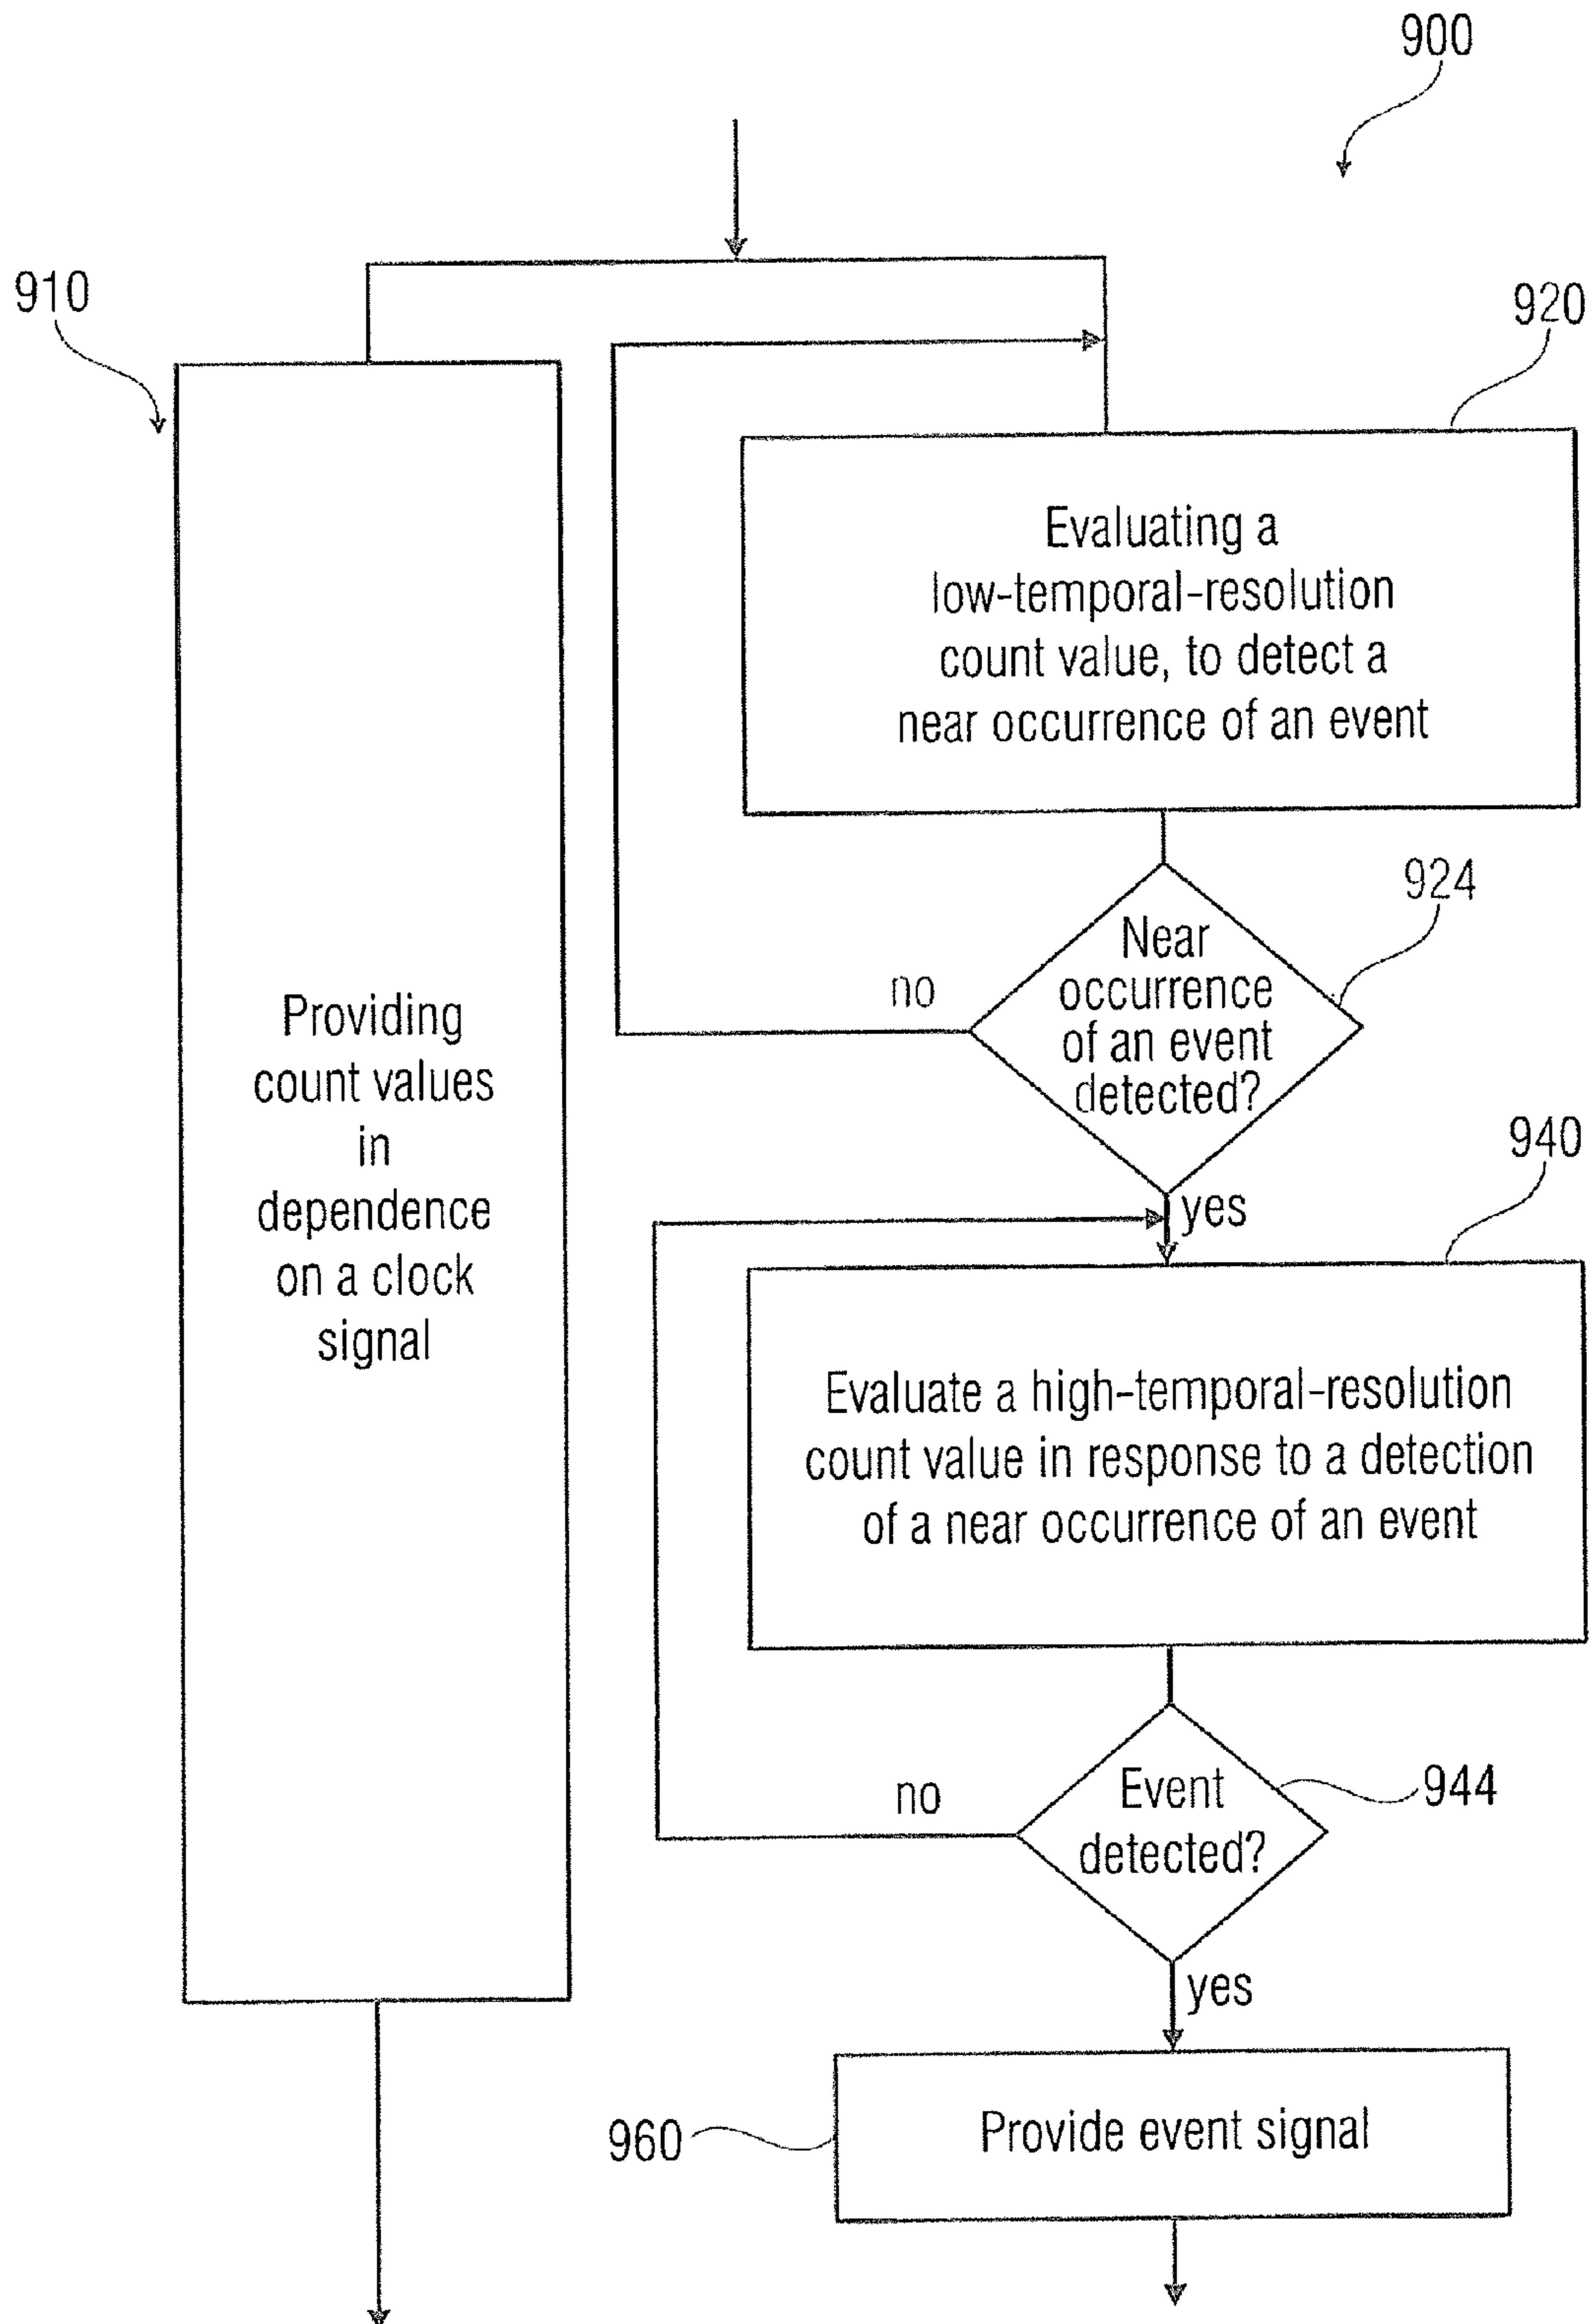 900
910
920
Evaluating a
low-temporal-resolution
count value, to detect a
near occurrence of an event
924
Near
occurrence
of an event
detected?
no
Providing
count values
in
dependence
on a clock
signal
940
yes
Evaluate a high-temporal-resolution
count value in response to a detection
of a near occurrence of an event
Event
detected?
944
no
yes
960
Provide event signal